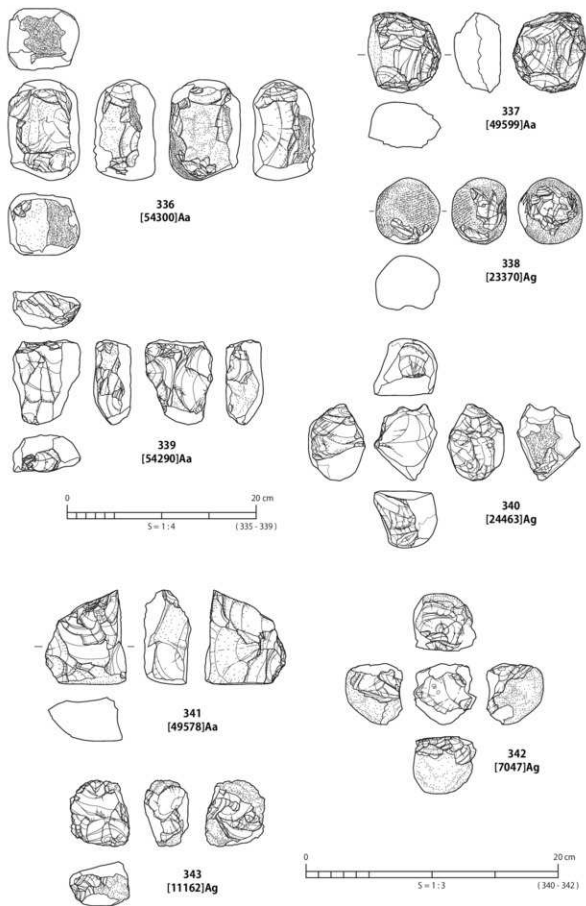 336
[54300]Aa
337
[49599]Aa
338
[23370]Ag
339
[54290]Aa
0 20 cm
S = 1 : 4 ( 335 - 339 )
340
[24463]Ag
341
[49578]Aa
342
[7047]Ag
343
[11162]Ag
0 20 cm
S = 1 : 3 ( 340 - 342 )